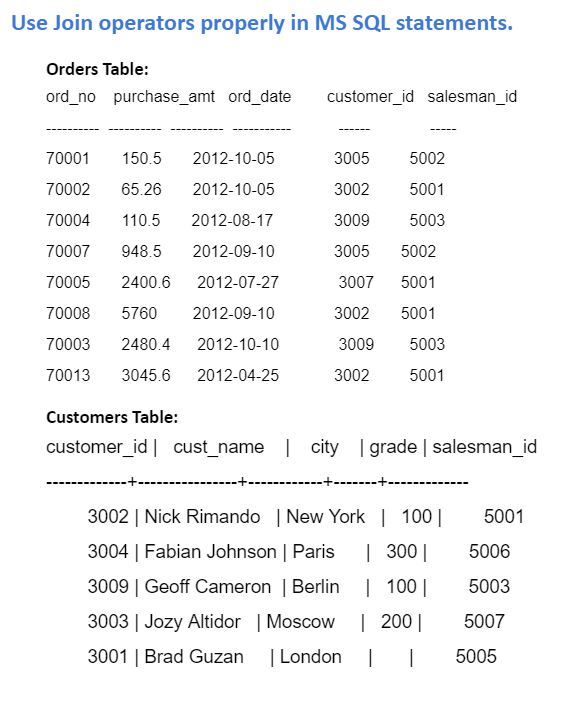 Use Join operators properly in MS SQL statements.
Orders Table:
ord_no purchase_amt ord_date customer_id salesman_id
---------- ---------- ---------- ----------- ------ -----
70001 150.5 2012-10-05 3005 5002
70002 65.26 2012-10-05 3002 5001
70004 110.5 2012-08-17 3009 5003
70007 948.5 2012-09-10 3005 5002
70005 2400.6 2012-07-27 3007 5001
70008 5760 2012-09-10 3002 5001
70003 2480.4 2012-10-10 3009 5003
70013 3045.6 2012-04-25 3002 5001
Customers Table:
customer_id | cust_name | city | grade | salesman_id
-------------+----------------+------------+-------+-------------
3002 | Nick Rimando | New York | 100 | 5001
3004 | Fabian Johnson | Paris | 300 | 5006
3009 | Geoff Cameron | Berlin | 100 | 5003
3003 | Jozy Altidor | Moscow | 200 | 5007
3001 | Brad Guzan | London | | 5005